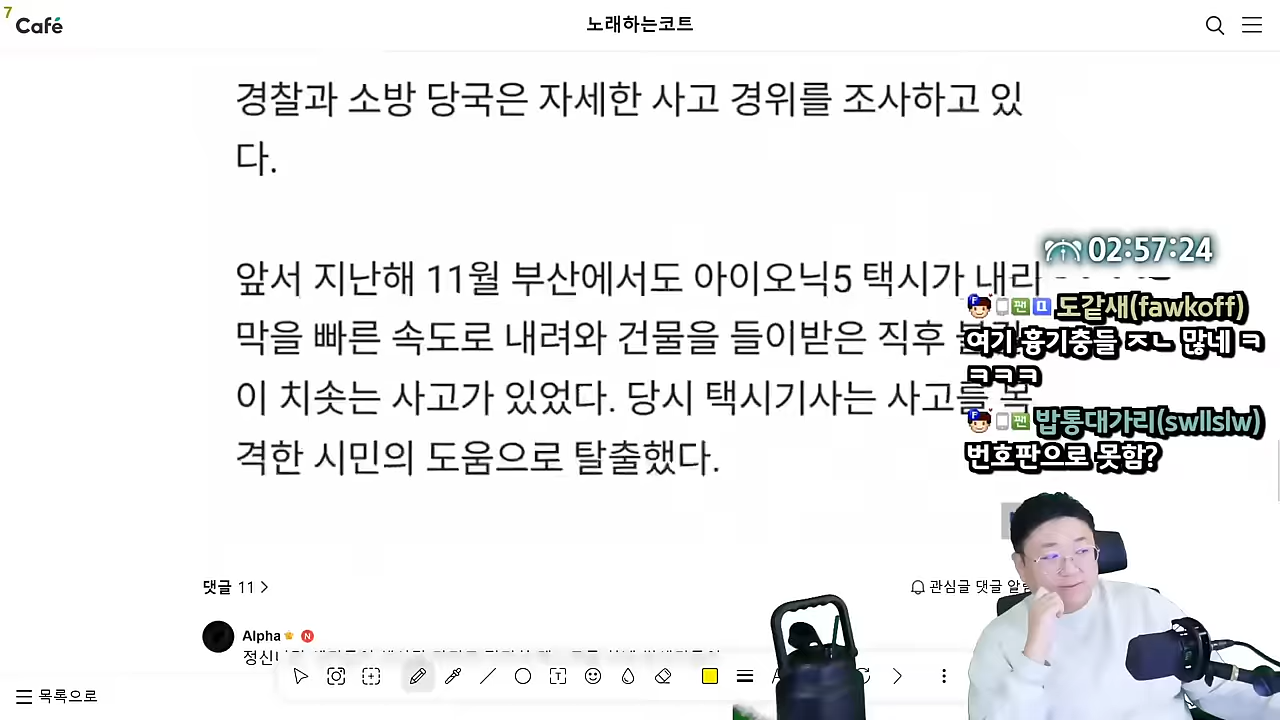 7
Café
노래하는코트
경찰과 소방 당국은 자세한 사고 경위를 조사하고 있
다.
02:57:24
앞서 지난해 11월 부산에서도 아이오닉5 택시가 내리
막을 빠른 속도로 내려와 건물을 들이받은 직후
이 치솟는 사고가 있었다. 당시 택시기사는 사고를 목
격한 시민의 도움으로 탈출했다.
도같새(fawkoff)
여기 흉기충들 ㅈㄴ 많네 ㅋ
ㅋㅋㅋ
밥통대가리(swllslw)
번호판으로 못함?
댓글 11
관심글 댓글 알림
Alpha
목록으로